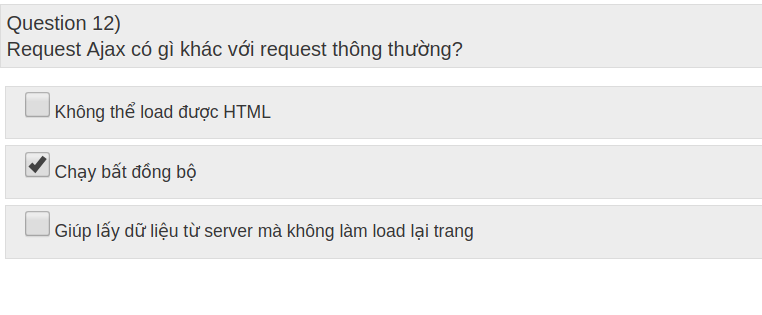 Question 12)
Request Ajax có gì khác với request thông thường?
Không thể load được HTML
Chạy bất đồng bộ
Giúp lấy dữ liệu từ server mà không làm load lại trang